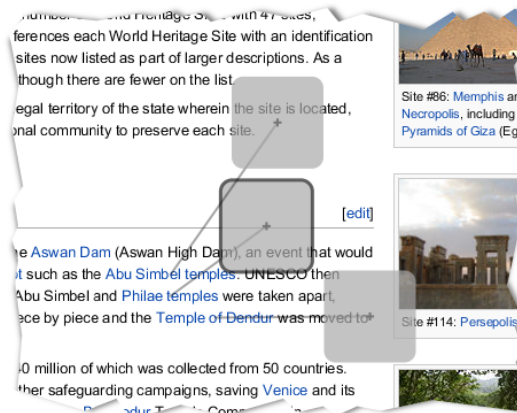 number of World Heritage Sites with 47 sites,
ferences each World Heritage Site with an identification
sites now listed as part of larger descriptions. As a
though there are fewer on the list.
egal territory of the state wherein the site is located,
onal community to preserve each site.
[edit]
e Aswan Dam (Aswan High Dam), an event that would
ot such as the Abu Simbel temples. UNESCO then
Abu Simbel and Philae temples were taken apart,
ece by piece and the Temple of Dendur was moved to
40 million of which was collected from 50 countries.
ther safeguarding campaigns, saving Venice and its
Site #86: Memphis an
Necropolis, including
Pyramids of Giza (Eg
Site #114: Persepolis